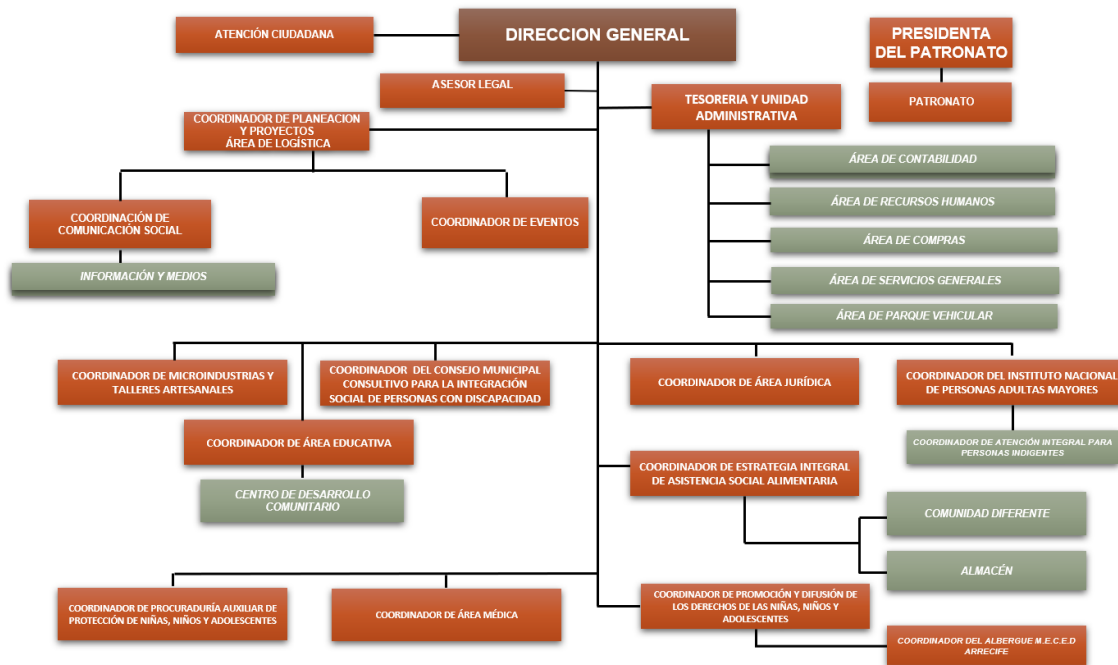 ATENCIÓN CIUDADANA
DIRECCION GENERAL
PRESIDENTA
DEL PATRONATO
PATRONATO
ASESOR LEGAL
TESORERIA Y UNIDAD
ADMINISTRATIVA
COORDINADOR DE PLANEACION
Y PROYECTOS
ÁREA DE LOGÍSTICA
ÁREA DE CONTABILIDAD
ÁREA DE RECURSOS HUMANOS
ÁREA DE COMPRAS
ÁREA DE SERVICIOS GENERALES
ÁREA DE PARQUE VEHICULAR
COORDINACIÓN DE
COMUNICACIÓN SOCIAL
COORDINADOR DE EVENTOS
INFORMACIÓN Y MEDIOS
COORDINADOR DE MICROINDUSTRIAS Y
TALLERES ARTESANALES
COORDINADOR DEL CONSEJO MUNICIPAL
CONSULTIVO PARA LA INTEGRACIÓN
SOCIAL DE PERSONAS CON DISCAPACIDAD
COORDINADOR DE ÁREA JURÍDICA
COORDINADOR DEL INSTITUTO NACIONAL
DE PERSONAS ADULTAS MAYORES
COORDINADOR DE ÁREA EDUCATIVA
COORDINADOR DE ATENCIÓN INTEGRAL PARA
PERSONAS INDIGENTES
CENTRO DE DESARROLLO
COMUNITARIO
COORDINADOR DE ESTRATEGIA INTEGRAL
DE ASISTENCIA SOCIAL ALIMENTARIA
COMUNIDAD DIFERENTE
ALMACÉN
COORDINADOR DE PROCURADURÍA AUXILIAR DE
PROTECCIÓN DE NIÑAS, NIÑOS Y ADOLESCENTES
COORDINADOR DE ÁREA MÉDICA
COORDINADOR DE PROMOCIÓN Y DIFUSIÓN DE
LOS DERECHOS DE LAS NIÑAS, NIÑOS Y
ADOLESCENTES
COORDINADOR DEL ALBERGUE M.E.C.E.D
ARRECIFE